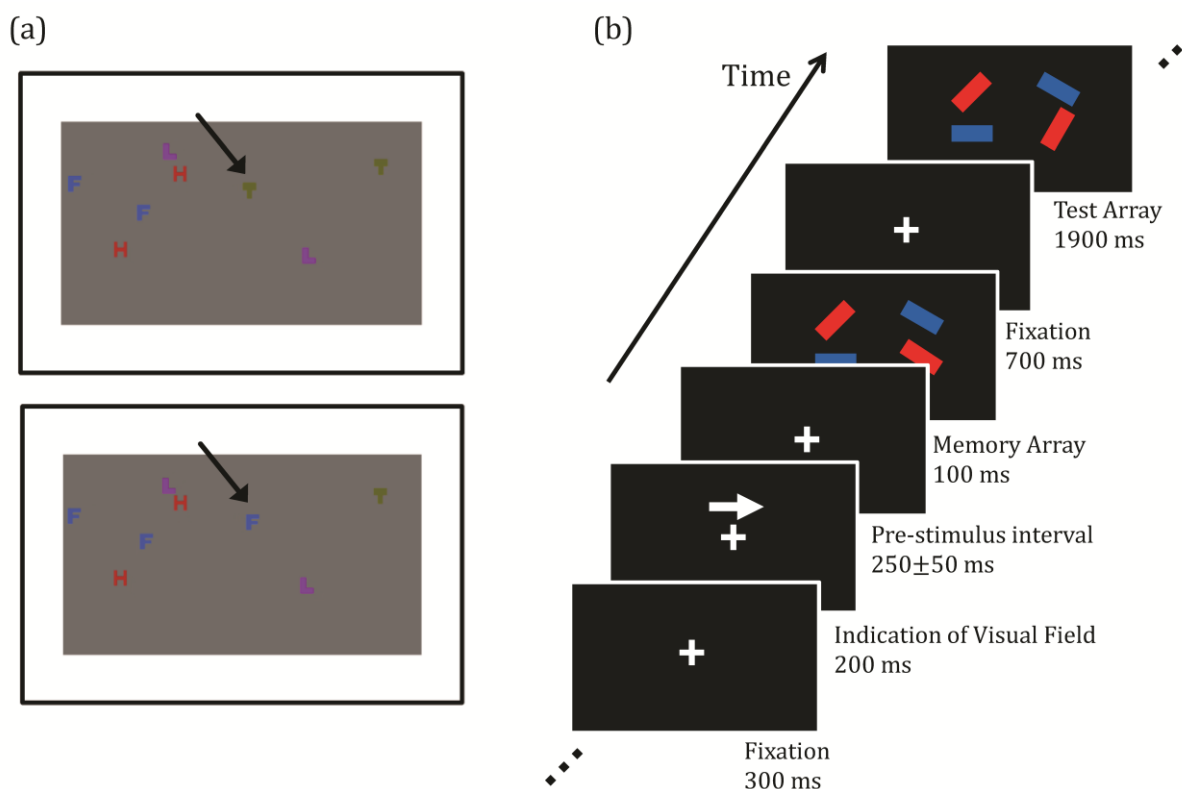 (a)
L
H
T
T
F
F
H
L
L
H
T
F
F
F
H
L
(b)
Time
Test Array
1900 ms
Fixation
700 ms
Memory Array
100 ms
Pre-stimulus interval
250±50 ms
Indication of Visual Field
200 ms
Fixation
300 ms